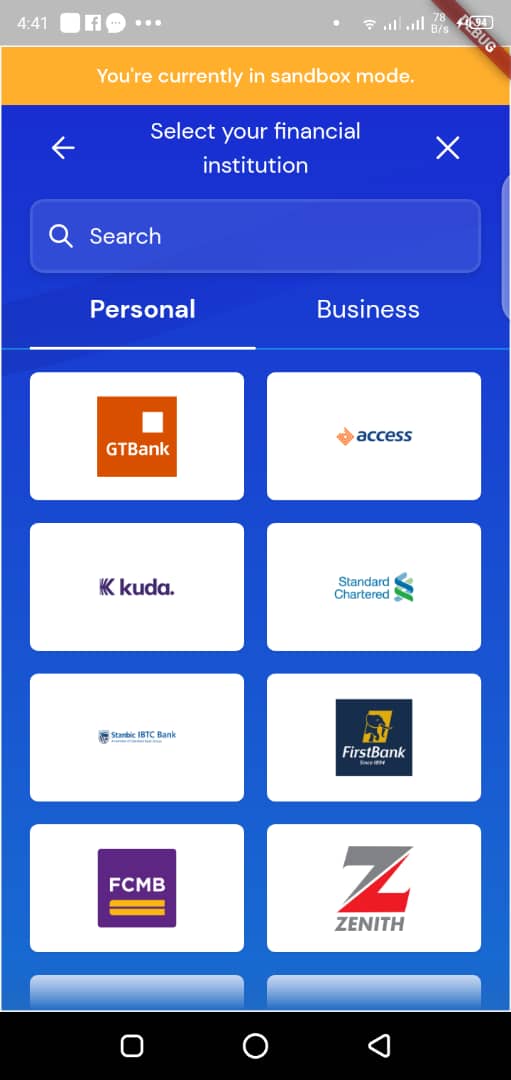 4:41
78
B/s
94
DEBUG
You're currently in sandbox mode.
Select your financial
institution
Search
Personal
Business
GTBank
access
kuda.
Standard
Chartered
Stanbic IBTC Bank
FirstBank
Since 1894
FCMB
ZENITH